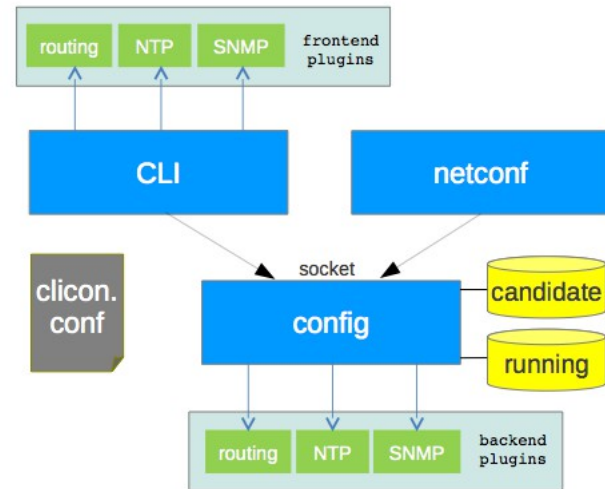 routing
NTP
SNMP
frontend
plugins
CLI
netconf
socket
clicon.
conf
config
candidate
running
routing
NTP
SNMP
backend
plugins